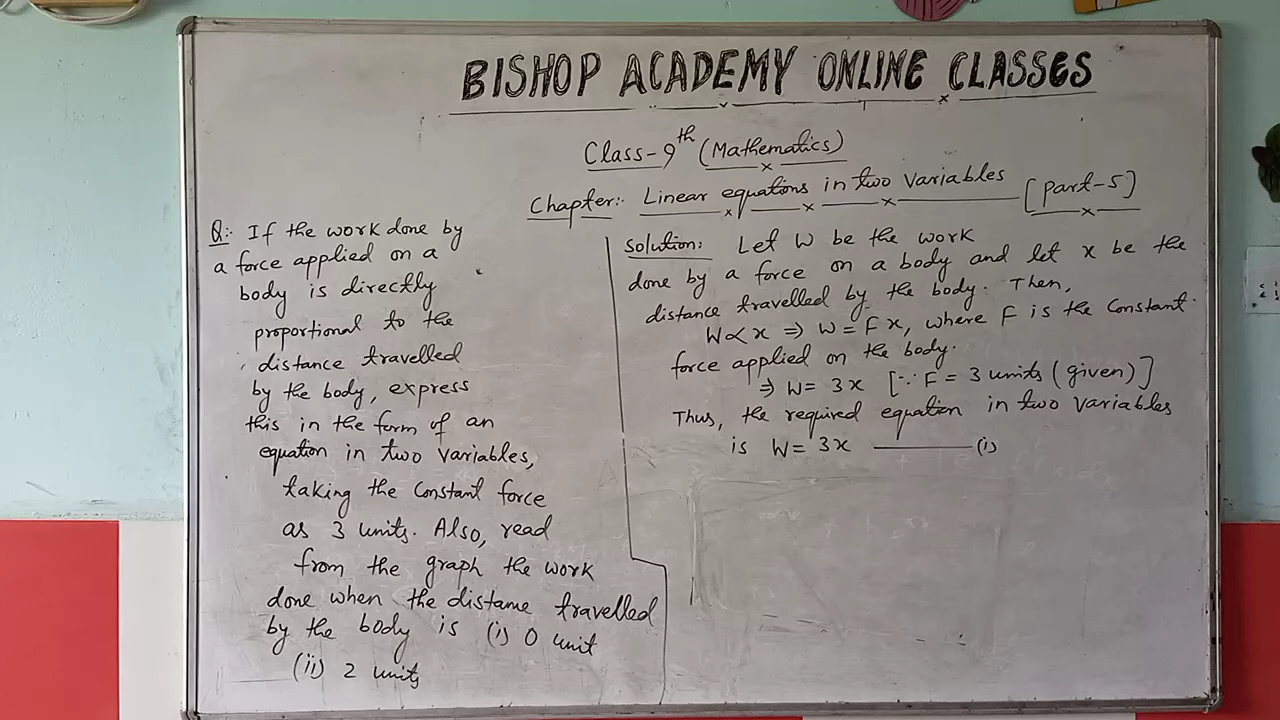 BISHOP ACADEMY ONLINE CLASSES
Class-9th (Mathematics)
Chapter:- Linear equations in two variables [part-5]
Q:- If the work done by
a force applied on a
body is directly
proportional to the
distance travelled
by the body, express
this in the form of an
equation in two variables,
taking the constant force
as 3 units. Also, read
from the graph the work
done when the distance travelled
by the body is (i) 0 unit
(ii) 2 units
Solution: Let W be the work
done by a force on a body and let x be the
distance travelled by the body. Then,
W∝x ⇒ W=Fx, where F is the constant
force applied on the body.
⇒ W= 3x [∵ F = 3 units (given)]
Thus, the required equation in two variables
is W= 3x ——— (i)